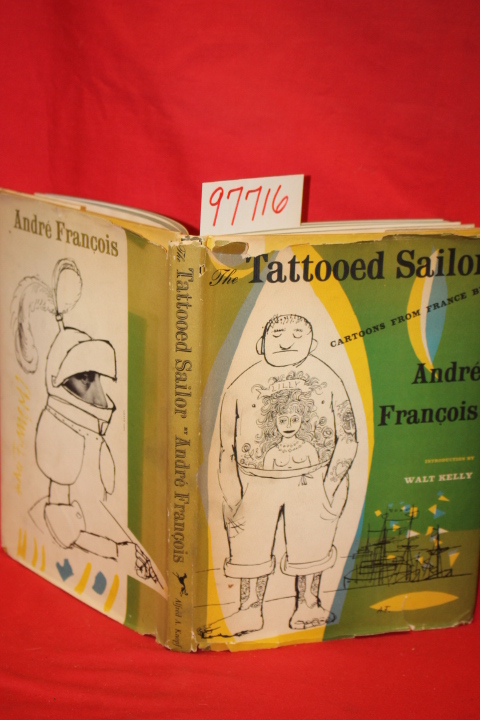 97716
André François
The Tattooed Sailor André François Alfred A. Knopf
The Tattooed Sailor
CARTOONS FROM FRANCE B
André
François
INTRODUCTION BY
WALT KELLY
LILLY